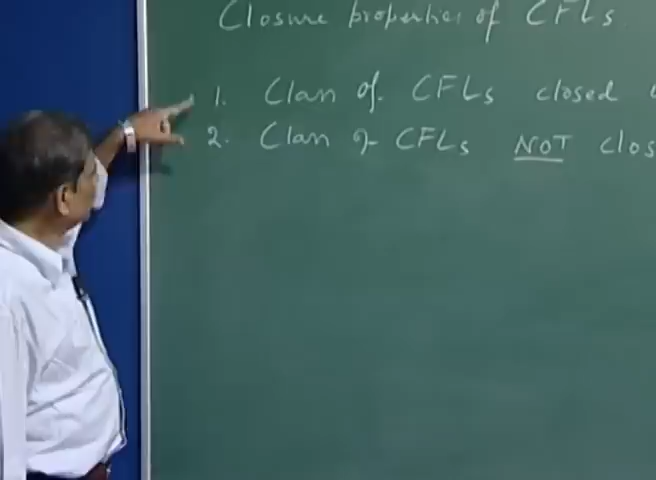 Closure properties of CFLs
1. Class of CFLs closed
2. Class of CFLs NOT clos